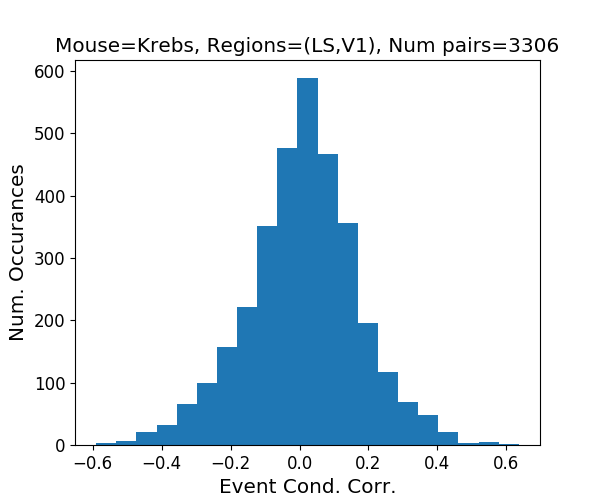 Mouse=Krebs, Regions=(LS,V1), Num pairs=3306
600
500
400
300
200
100
0
Num. Occurances
−0.6 −0.4 −0.2 0.0 0.2 0.4 0.6
Event Cond. Corr.